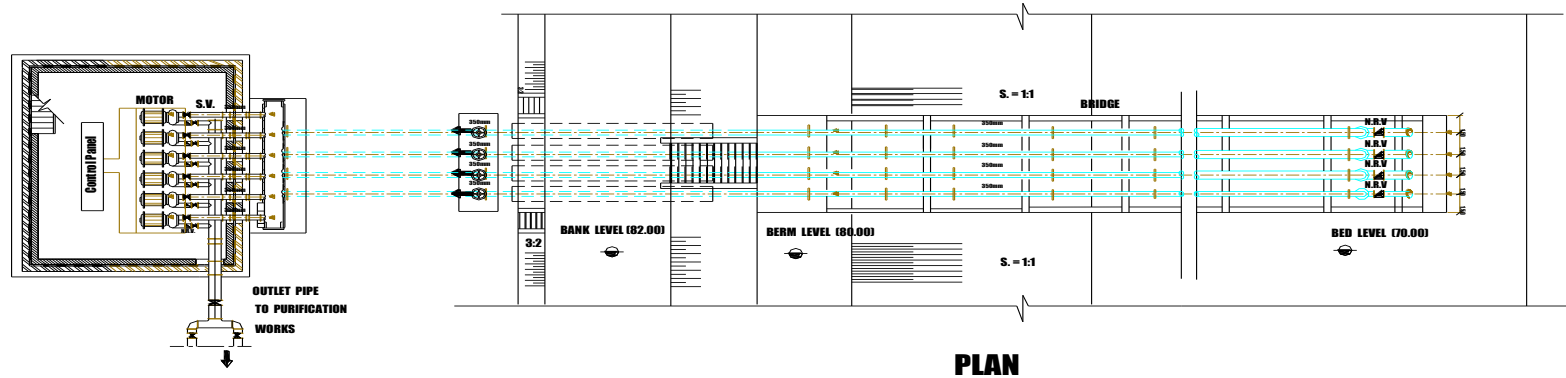 MOTOR
S.V.
Control Panel
N.R.V.
OUTLET PIPE
TO PURIFICATION
WORKS
350mm
350mm
350mm
350mm
3:2
BANK LEVEL (82.00)
BERM LEVEL (80.00)
S. = 1:1
S. = 1:1
BRIDGE
350mm
350mm
350mm
350mm
N.R.V
N.R.V
N.R.V
N.R.V
BED LEVEL (70.00)
PLAN